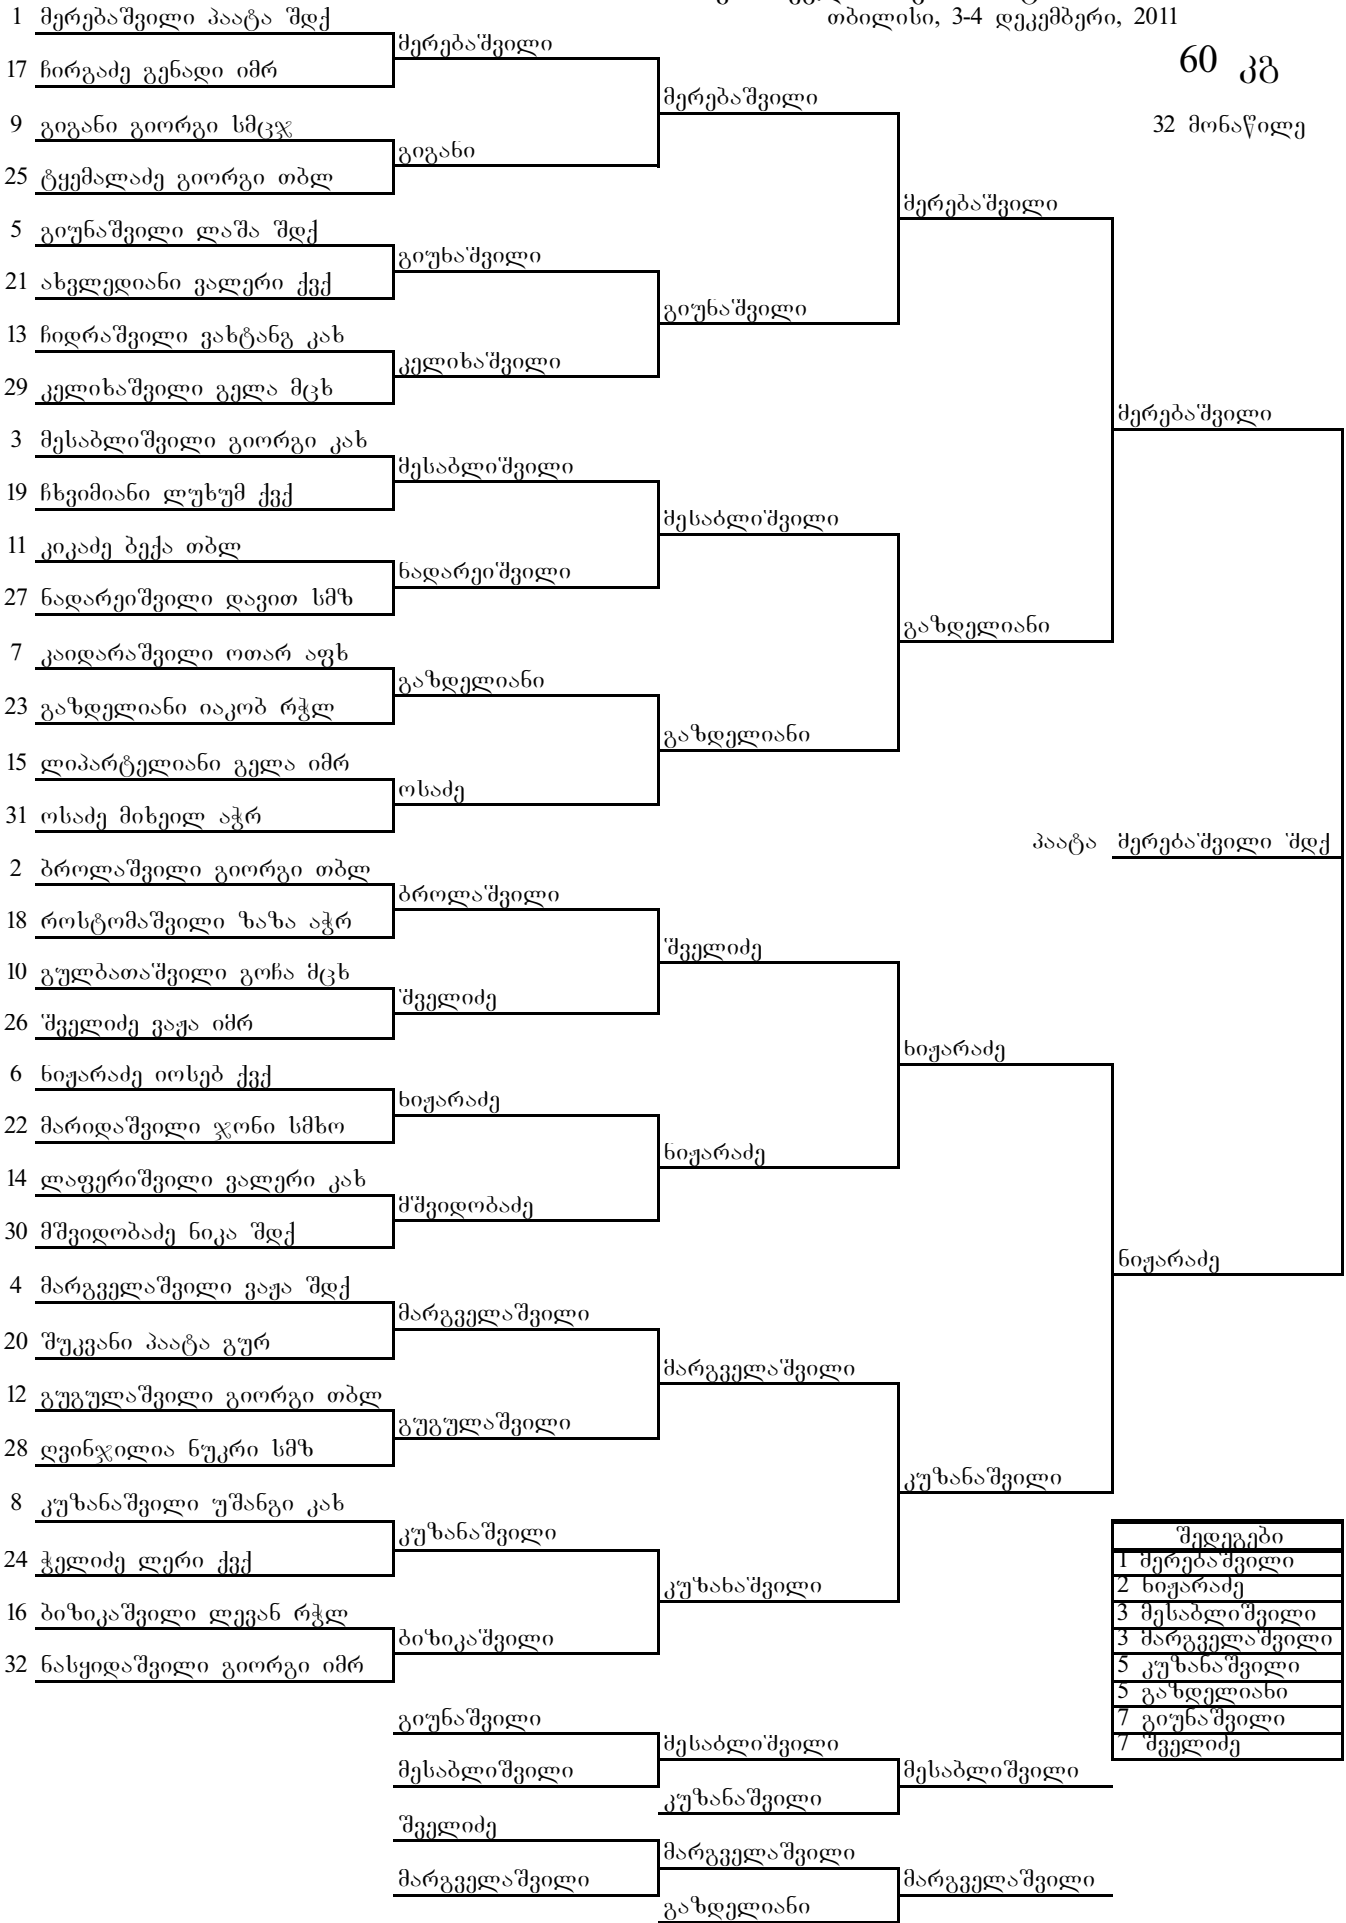 თბილისი, 3-4 დეკემბერი, 2011
60 კგ
32 მონაწილე
1 მერებაშვილი პაატა შდქ
17 ჩირგაძე გენადი იმრ
9 გიგანი გიორგი სმცჯ
25 ტყემალაძე გიორგი თბლ
5 გიუნაშვილი ლაშა შდქ
21 ახვლედიანი ვალერი ქვქ
13 ჩიდრაშვილი ვახტანგ კახ
29 კელიხაშვილი გელა მცხ
3 მესაბლიშვილი გიორგი კახ
19 ჩხვიმიანი ლუხუმ ქვქ
11 კიკაძე ბექა თბლ
27 ნადარეიშვილი დავით სმზ
7 კაიდარაშვილი ოთარ აფხ
23 გაზდელიანი იაკობ რჭლ
15 ლიპარტელიანი გელა იმრ
31 ოსაძე მიხეილ აჭრ
2 ბროლაშვილი გიორგი თბლ
18 როსტომაშვილი ზაზა აჭრ
10 გულბათაშვილი გოჩა მცხ
26 შველიძე ვაჟა იმრ
6 ნიჟარაძე იოსებ ქვქ
22 მარიდაშვილი ჯონი სმხო
14 ლაფერიშვილი ვალერი კახ
30 მშვიდობაძე ნიკა შდქ
4 მარგველაშვილი ვაჟა შდქ
20 შუკვანი პაატა გურ
12 გუგულაშვილი გიორგი თბლ
28 ღვინჯილია ნუკრი სმზ
8 კუზანაშვილი უშანგი კახ
24 ჭელიძე ლერი ქვქ
16 ბიზიკაშვილი ლევან რჭლ
32 ნასყიდაშვილი გიორგი იმრ
მერებაშვილი
გიგანი
გიუნაშვილი
კელიხაშვილი
მესაბლიშვილი
ნადარეიშვილი
გაზდელიანი
ოსაძე
ბროლაშვილი
შველიძე
ნიჟარაძე
მშვიდობაძე
მარგველაშვილი
გუგულაშვილი
კუზანაშვილი
ბიზიკაშვილი
მერებაშვილი
გიუნაშვილი
მესაბლიშვილი
გაზდელიანი
შველიძე
ნიჟარაძე
მარგველაშვილი
კუზანაშვილი
მერებაშვილი
გაზდელიანი
ნიჟარაძე
კუზანაშვილი
მერებაშვილი
ნიჟარაძე
პაატა მერებაშვილი შდქ
შედეგები
1 მერებაშვილი
2 ნიჟარაძე
3 მესაბლიშვილი
3 მარგველაშვილი
5 კუზანაშვილი
5 გაზდელიანი
7 გიუნაშვილი
7 შველიძე
გიუნაშვილი
მესაბლიშვილი
მესაბლიშვილი
კუზანაშვილი
მესაბლიშვილი
შველიძე
მარგველაშვილი
მარგველაშვილი
გაზდელიანი
მარგველაშვილი